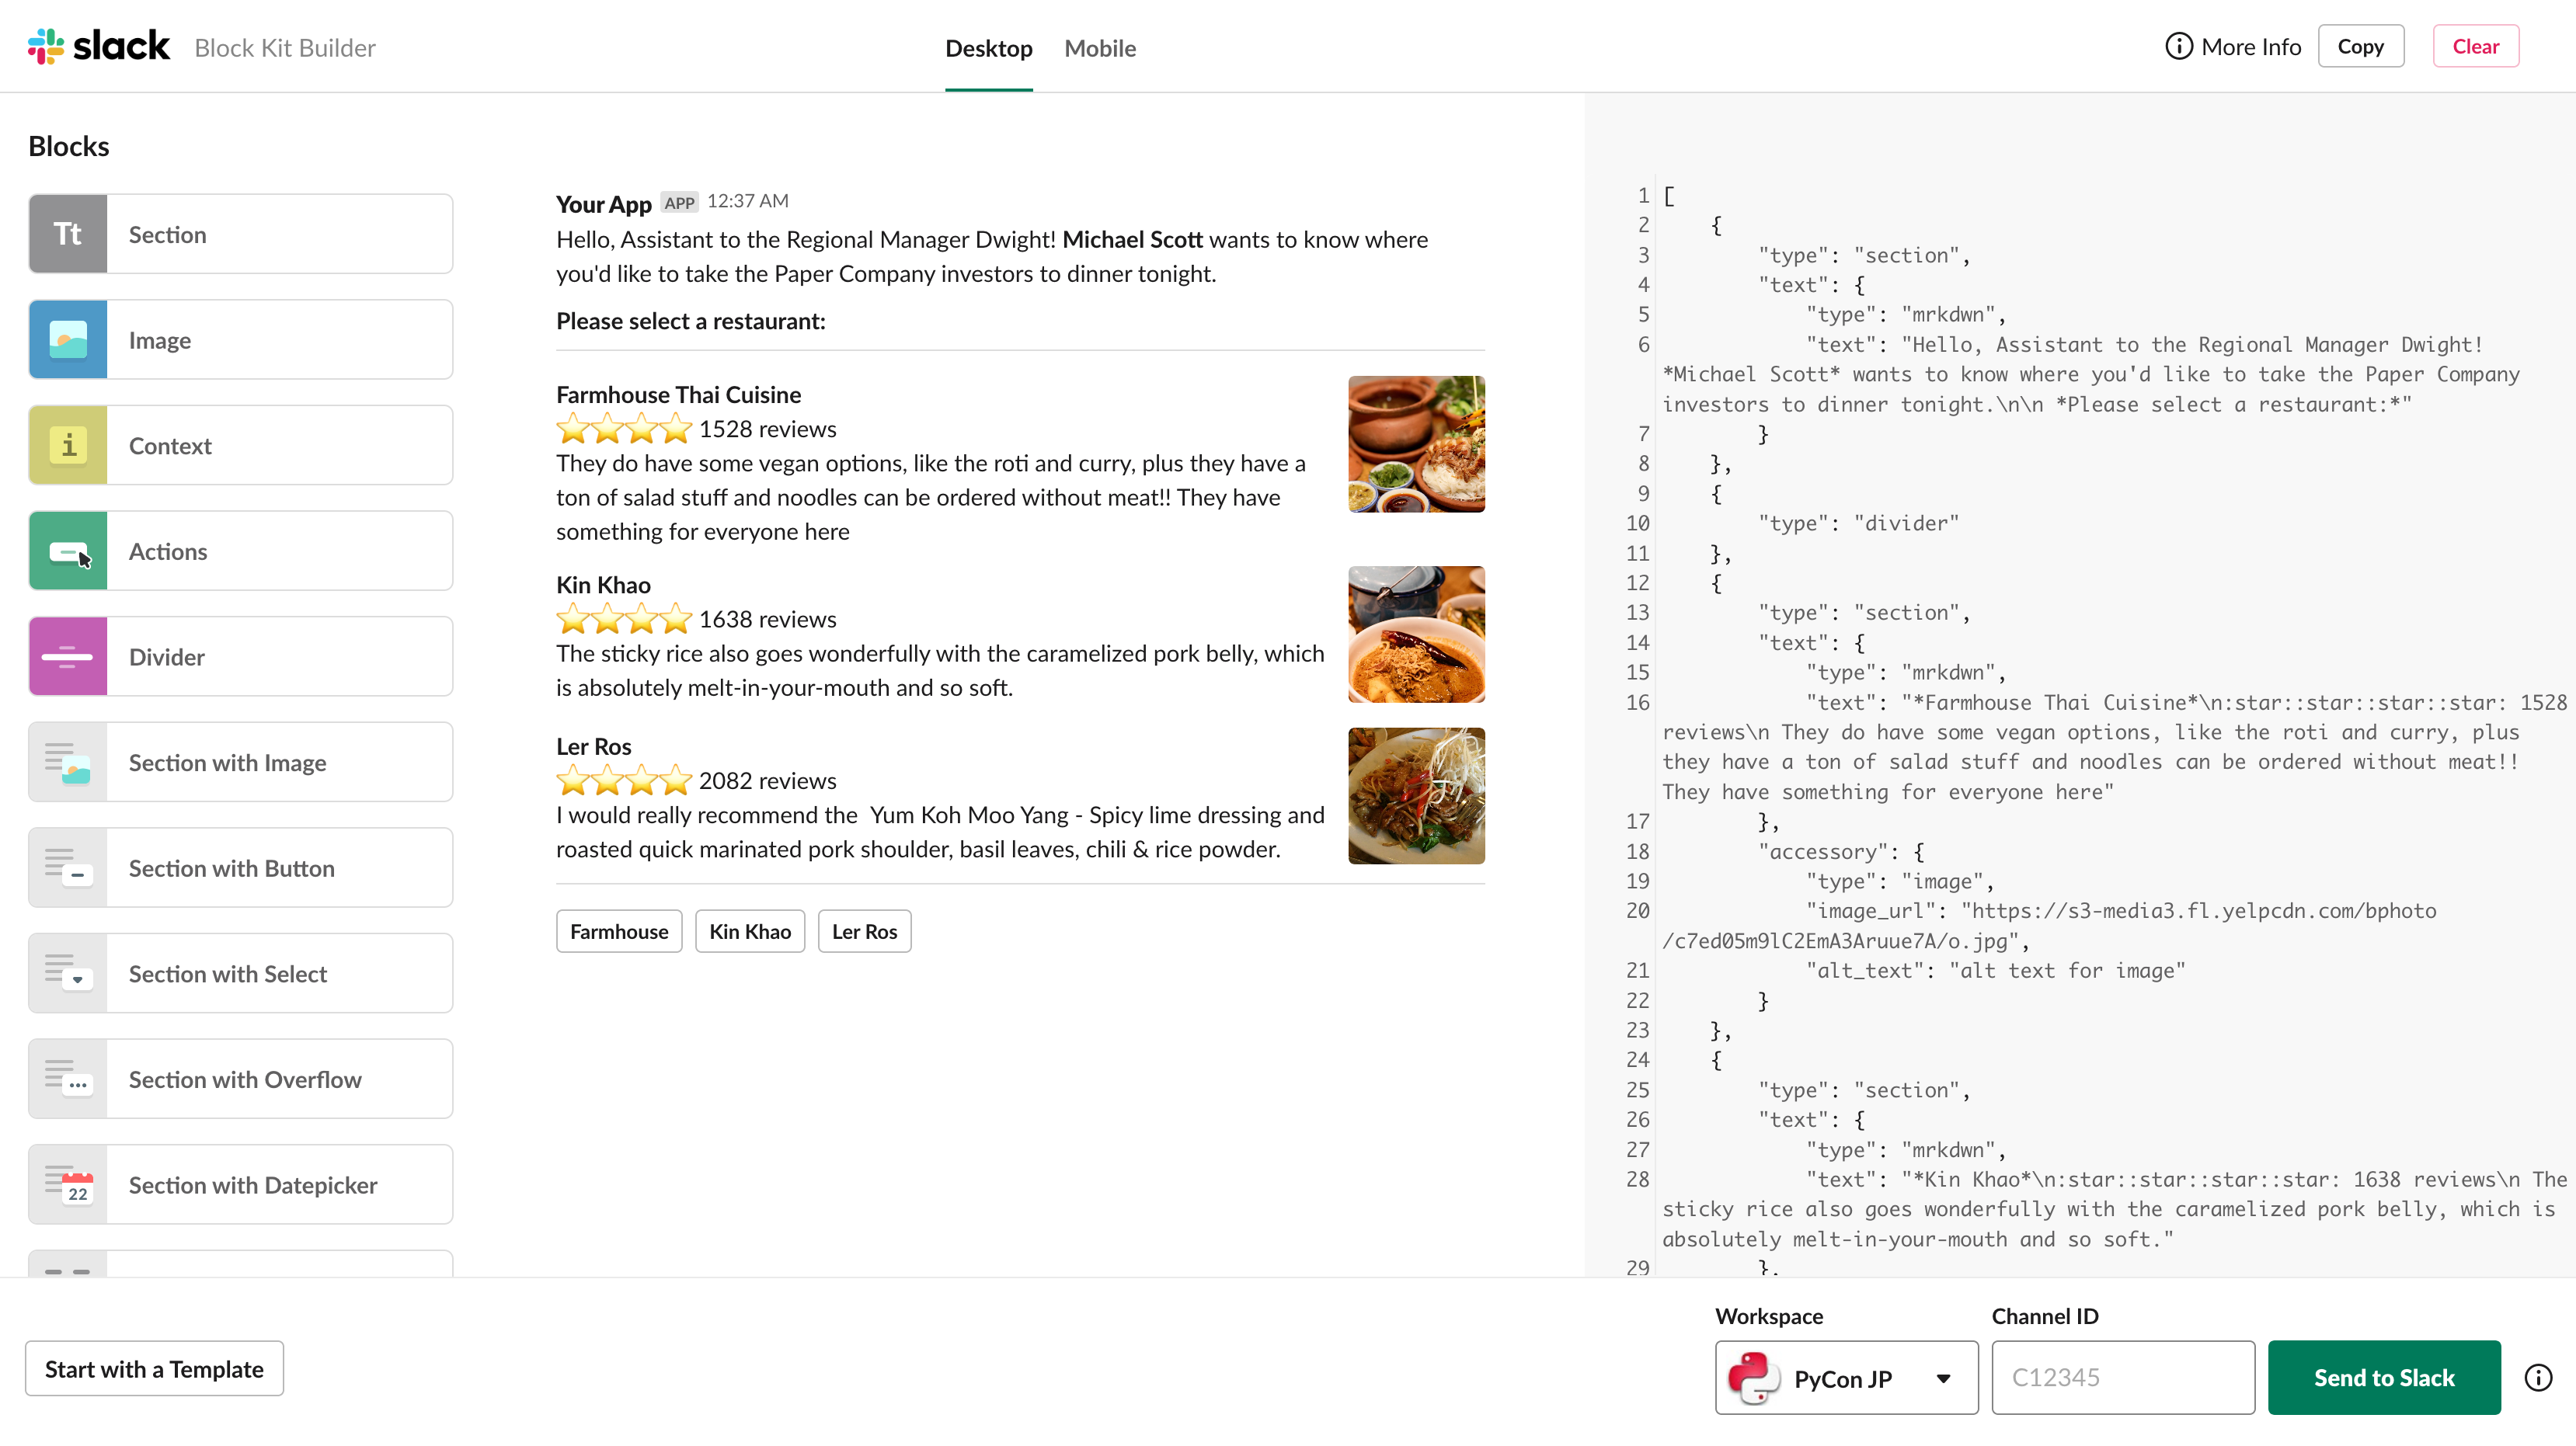 slack Block Kit Builder
Desktop
Mobile
More Info
Copy
Clear
Blocks
Tt Section
Image
i Context
Actions
Divider
Section with Image
Section with Button
Section with Select
Section with Overflow
22 Section with Datepicker
Your App APP 12:37 AM
Hello, Assistant to the Regional Manager Dwight! Michael Scott wants to know where
you'd like to take the Paper Company investors to dinner tonight.
Please select a restaurant:
Farmhouse Thai Cuisine
1528 reviews
They do have some vegan options, like the roti and curry, plus they have a
ton of salad stuff and noodles can be ordered without meat!! They have
something for everyone here
Kin Khao
1638 reviews
The sticky rice also goes wonderfully with the caramelized pork belly, which
is absolutely melt-in-your-mouth and so soft.
Ler Ros
2082 reviews
I would really recommend the  Yum Koh Moo Yang - Spicy lime dressing and
roasted quick marinated pork shoulder, basil leaves, chili & rice powder.
Farmhouse
Kin Khao
Ler Ros
1 [
2 {
3 "type": "section",
4 "text": {
5 "type": "mrkdwn",
6 "text": "Hello, Assistant to the Regional Manager Dwight!
*Michael Scott* wants to know where you'd like to take the Paper Company
investors to dinner tonight.\n\n *Please select a restaurant:*"
7 }
8 },
9 {
10 "type": "divider"
11 },
12 {
13 "type": "section",
14 "text": {
15 "type": "mrkdwn",
16 "text": "*Farmhouse Thai Cuisine*\n:star::star::star::star: 1528
reviews\n They do have some vegan options, like the roti and curry, plus
they have a ton of salad stuff and noodles can be ordered without meat!!
They have something for everyone here"
17 },
18 "accessory": {
19 "type": "image",
20 "image_url": "https://s3-media3.fl.yelpcdn.com/bphoto
/c7ed05m9lC2EmA3Aruue7A/o.jpg",
21 "alt_text": "alt text for image"
22 }
23 },
24 {
25 "type": "section",
26 "text": {
27 "type": "mrkdwn",
28 "text": "*Kin Khao*\n:star::star::star::star: 1638 reviews\n The
sticky rice also goes wonderfully with the caramelized pork belly, which is
absolutely melt-in-your-mouth and so soft."
29 },
Start with a Template
Workspace
PyCon JP
Channel ID
C12345
Send to Slack